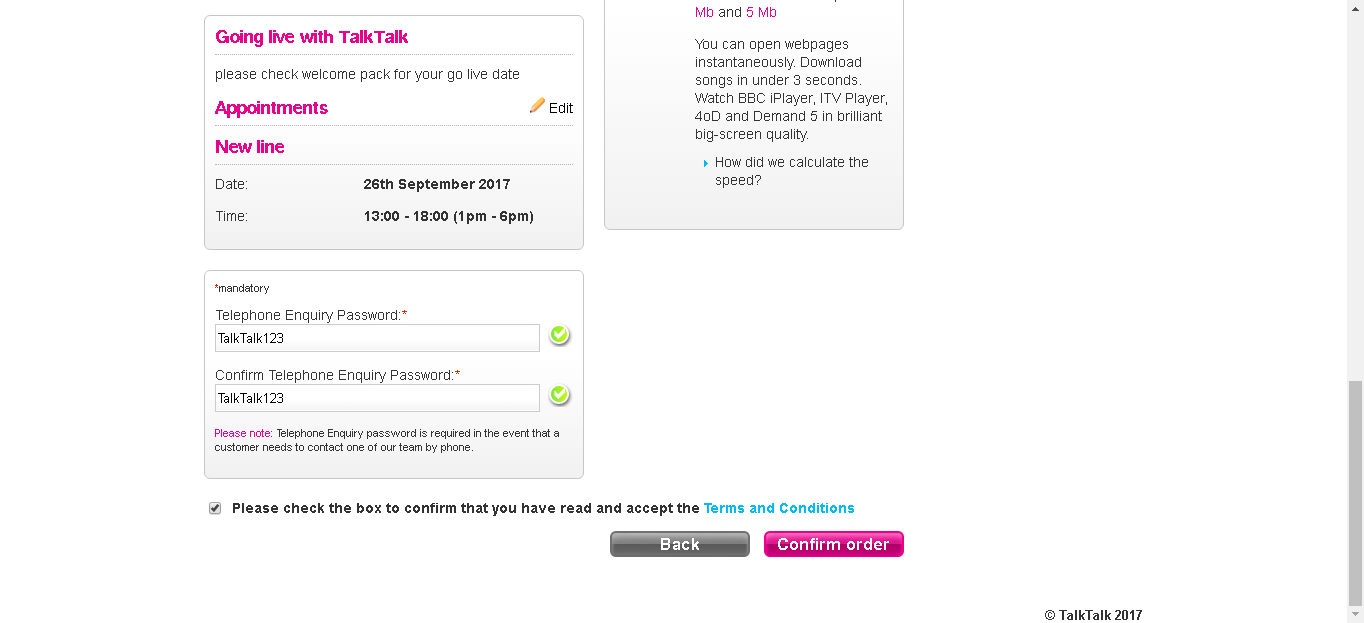 Going live with TalkTalk
please check welcome pack for your go live date
Appointments
Edit
New line
Date: 26th September 2017
Time: 13:00 - 18:00 (1pm - 6pm)
Mb and 5 Mb
You can open webpages
instantaneously. Download
songs in under 3 seconds.
Watch BBC iPlayer, ITV Player,
4oD and Demand 5 in brilliant
big-screen quality.
How did we calculate the
speed?
*mandatory
Telephone Enquiry Password:*
TalkTalk123
Confirm Telephone Enquiry Password:*
TalkTalk123
Please note: Telephone Enquiry password is required in the event that a
customer needs to contact one of our team by phone.
Please check the box to confirm that you have read and accept the Terms and Conditions
Back
Confirm order
© TalkTalk 2017